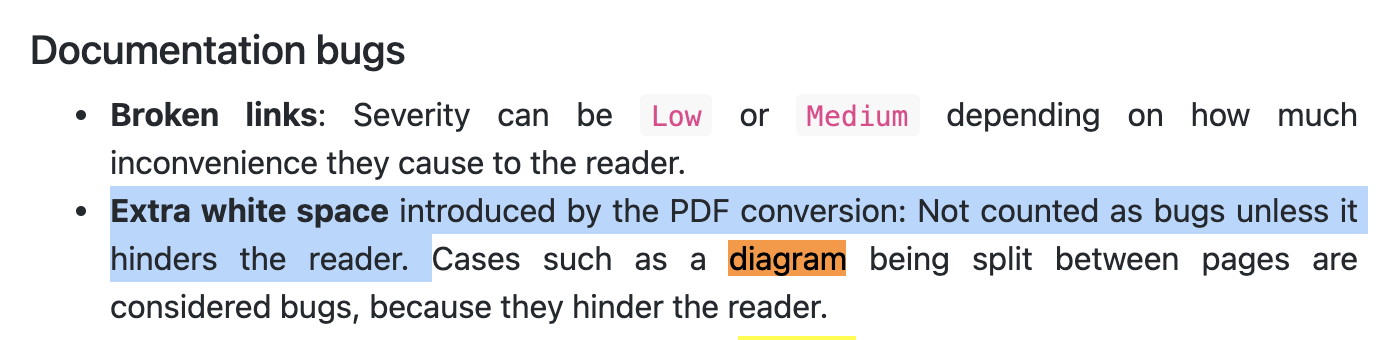 Documentation bugs
• Broken links: Severity can be Low or Medium depending on how much
inconvenience they cause to the reader.
• Extra white space introduced by the PDF conversion: Not counted as bugs unless it
hinders the reader. Cases such as a diagram being split between pages are
considered bugs, because they hinder the reader.